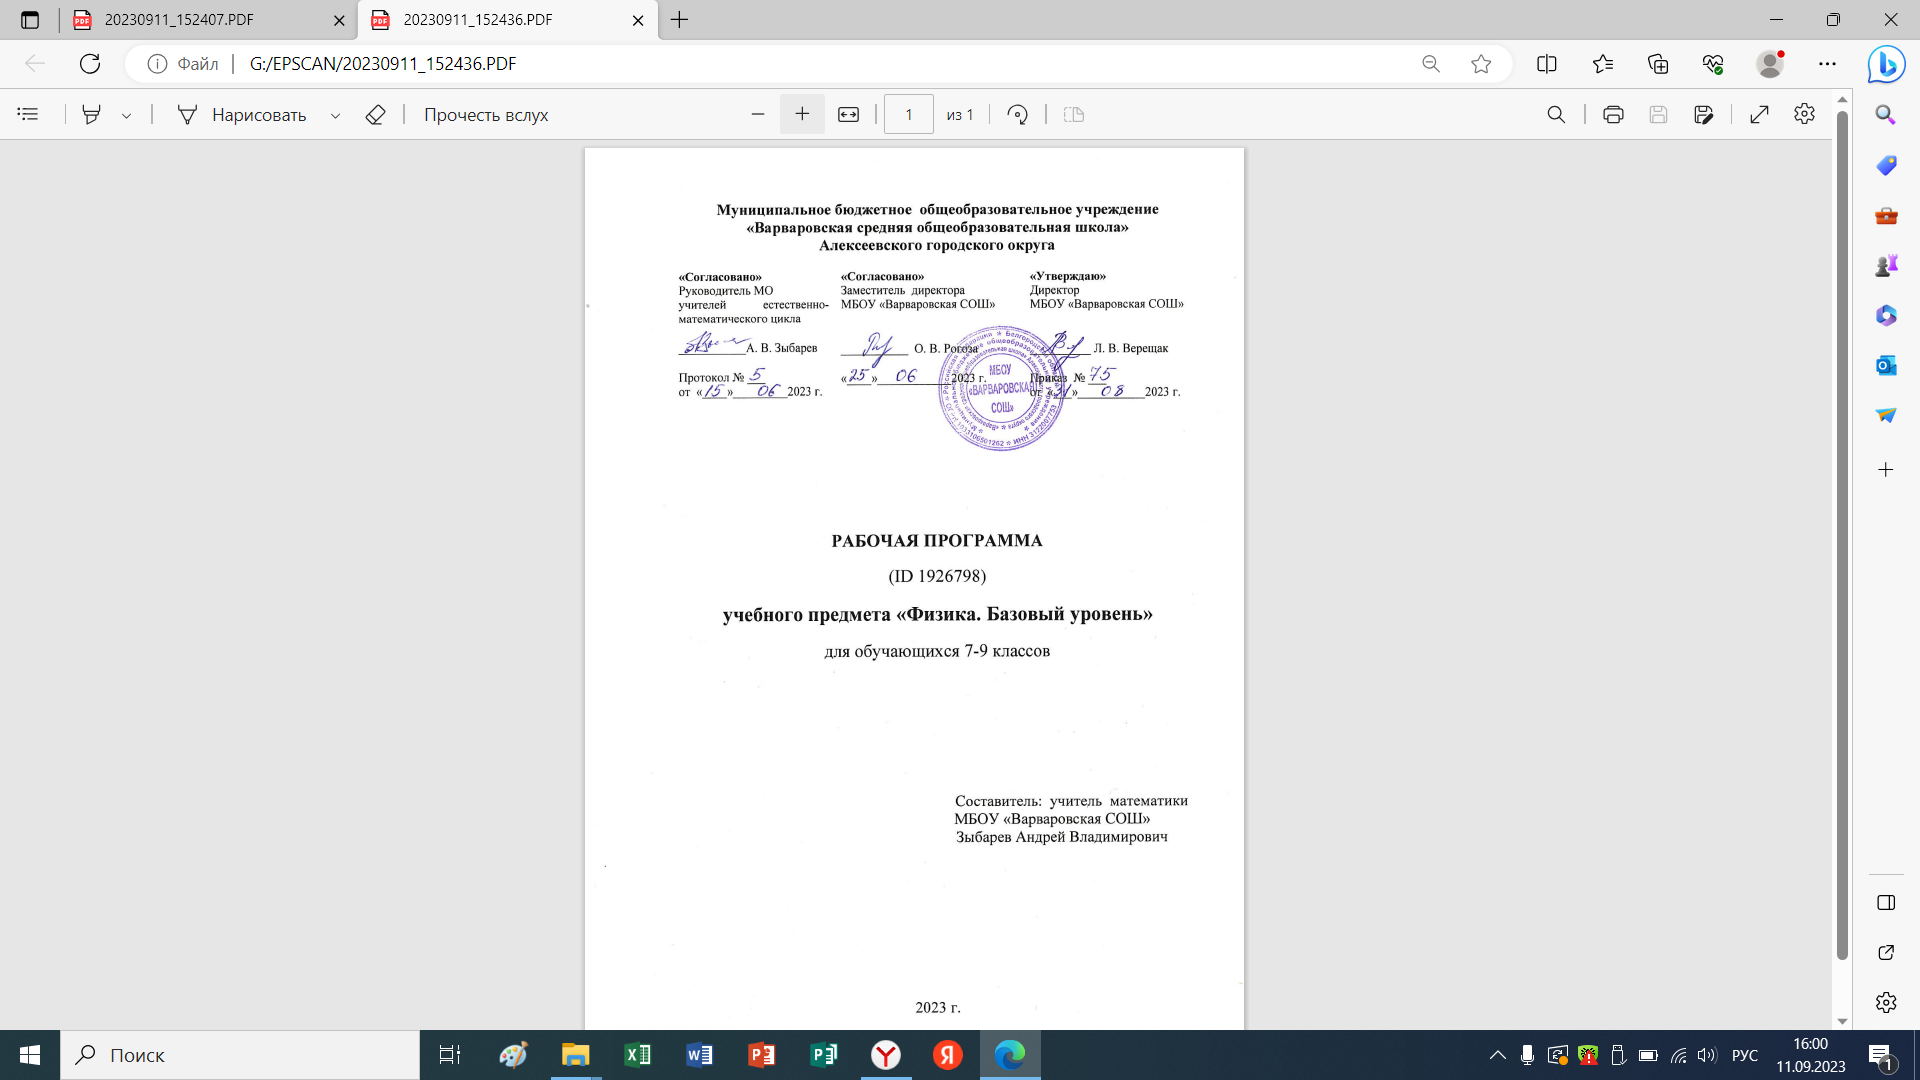 20230911_152407.PDF
20230911_152436.PDF
Файл
G:/EPSCAN/20230911_152436.PDF
Нарисовать
Прочесть вслух
1
из 1
Муниципальное бюджетное общеобразовательное учреждение
«Варваровская средняя общеобразовательная школа»
Алексеевского городского округа
«Согласовано»
Руководитель МО
учителей естественно-
математического цикла
А. В. Зыбарев
Протокол № 5
от «15» 06 2023 г.
«Согласовано»
Заместитель директора
МБОУ «Варваровская СОШ»
О. В. Рогоза
«25» 06 2023 г.
«Утверждаю»
Директор
МБОУ «Варваровская СОШ»
Л. В. Верещак
Приказ № 75
от «31» 08 2023 г.
МБОУ
«ВАРВАРОВСКАЯ
СОШ»
РАБОЧАЯ ПРОГРАММА
(ID 1926798)
учебного предмета «Физика. Базовый уровень»
для обучающихся 7-9 классов
Составитель: учитель математики
МБОУ «Варваровская СОШ»
Зыбарев Андрей Владимирович
2023 г.
Поиск
РУС
16:00
11.09.2023
1